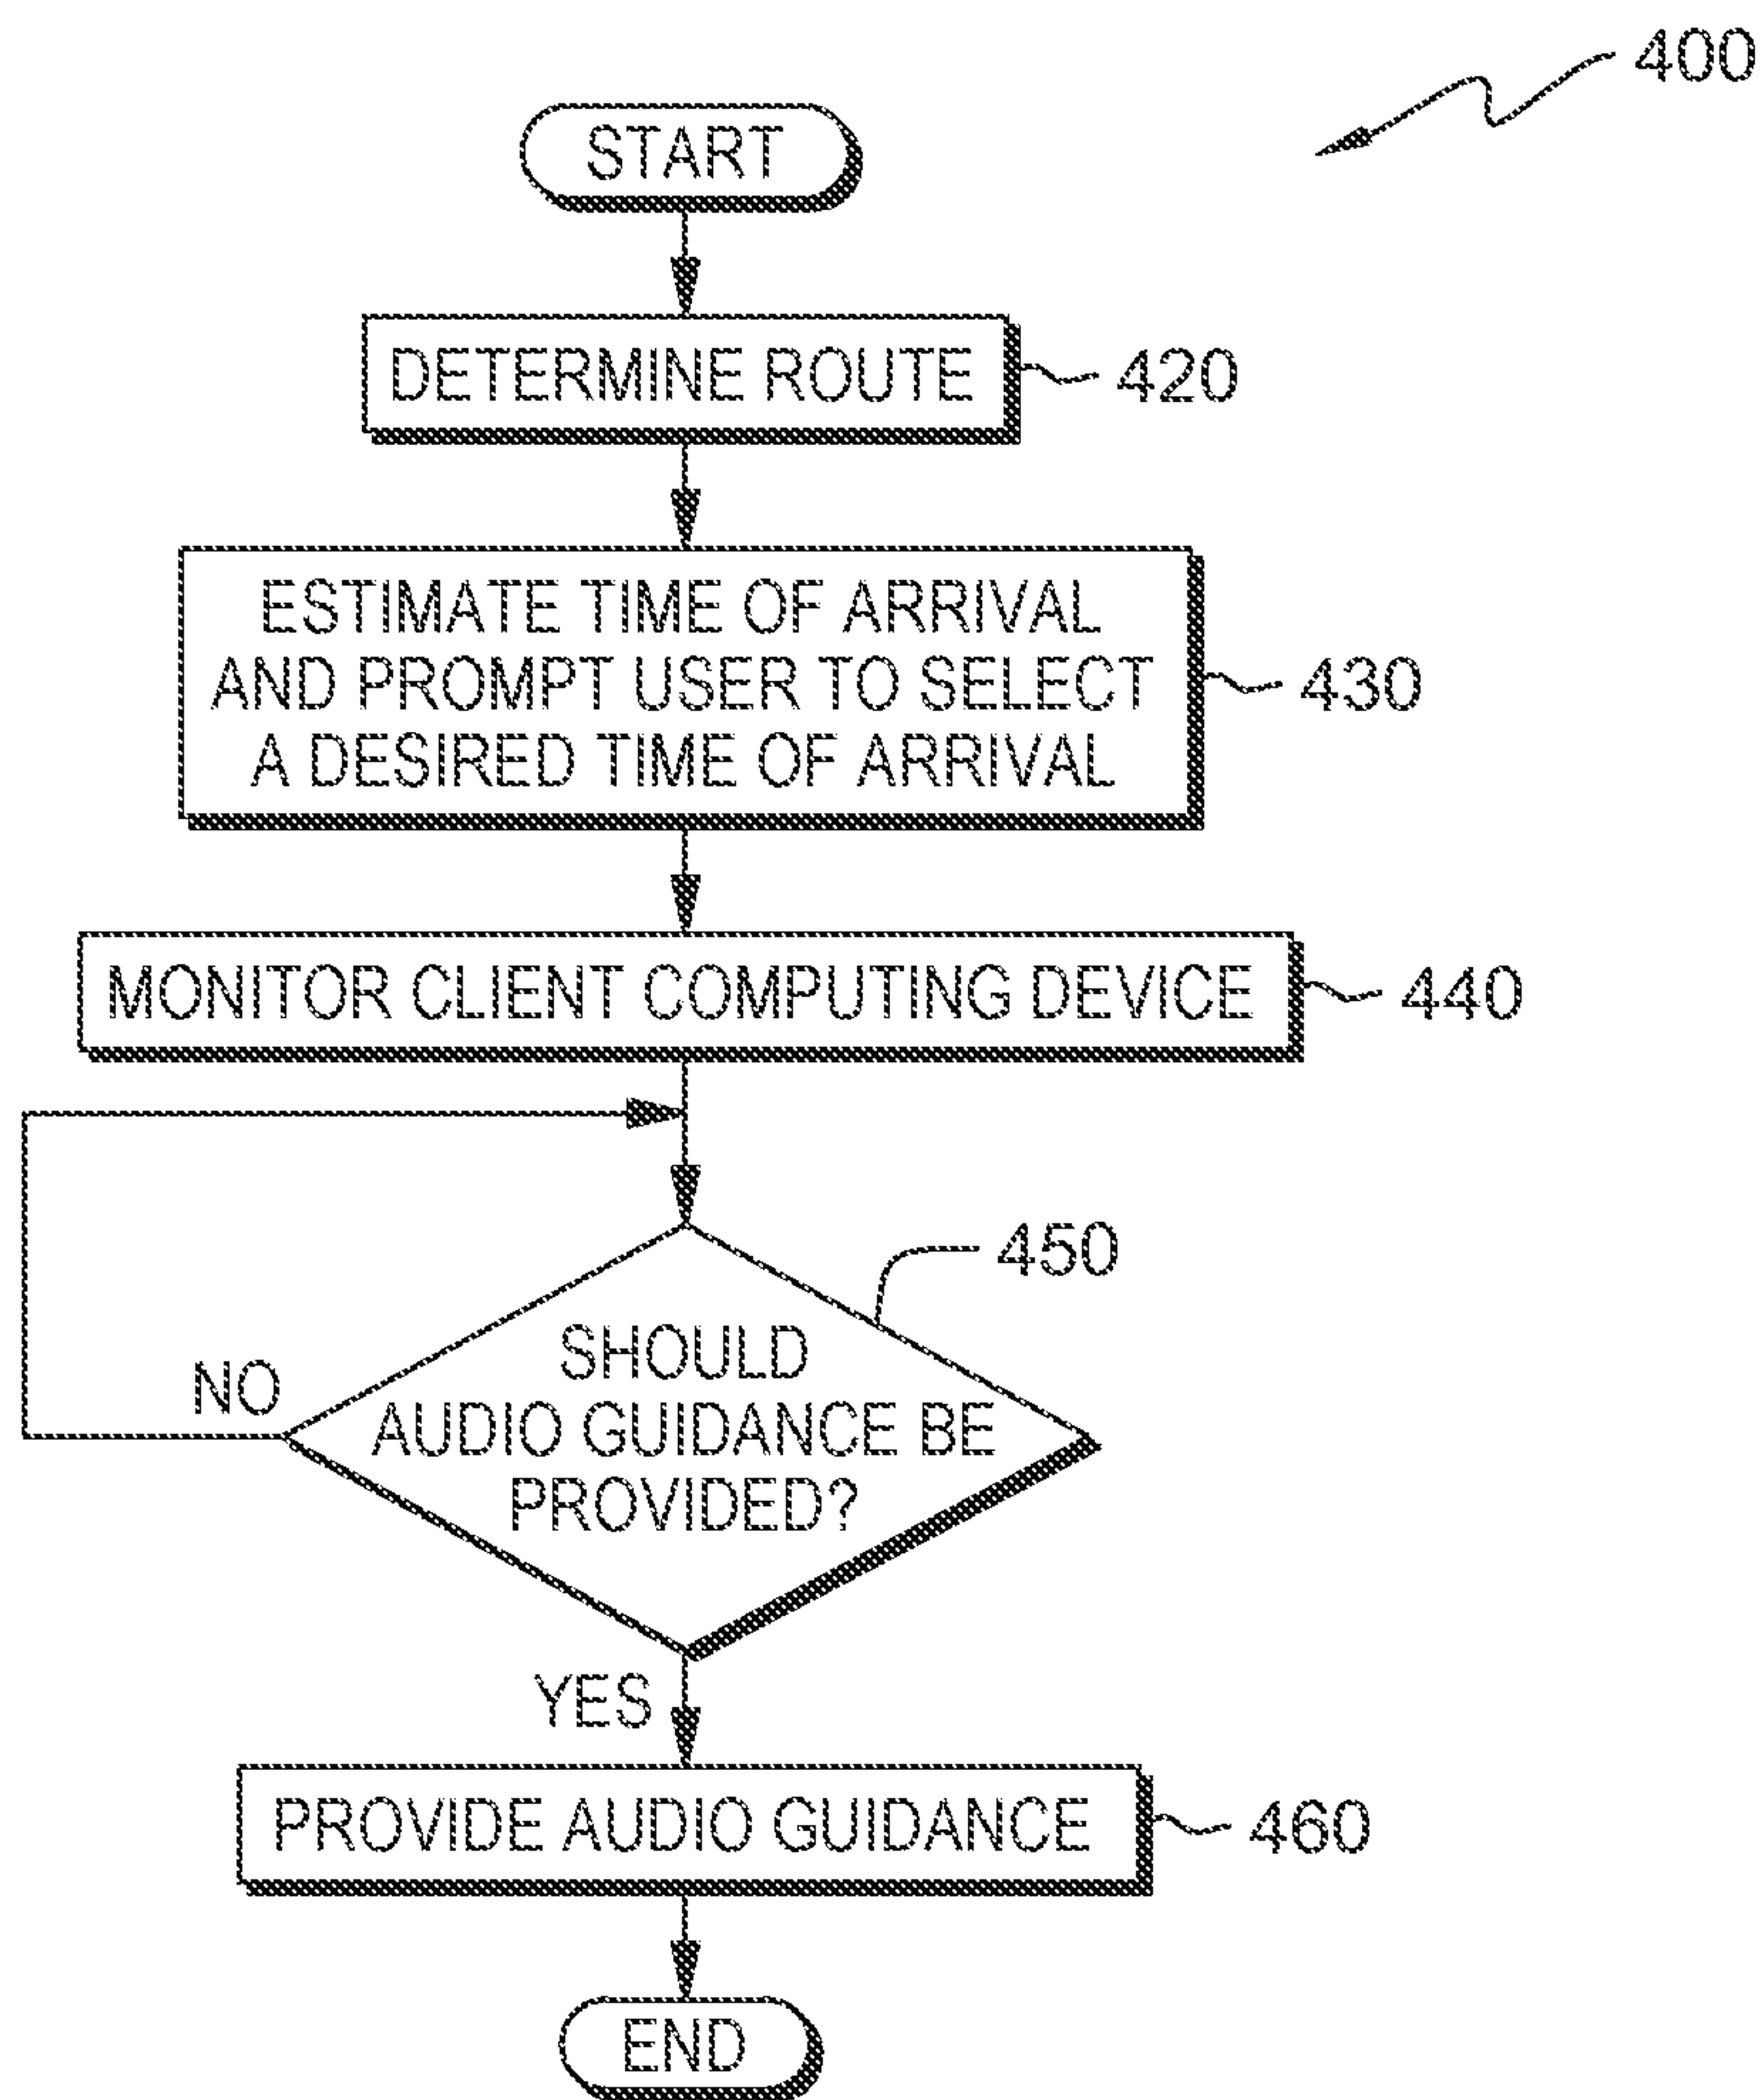 400
START
DETERMINE ROUTE
420
ESTIMATE TIME OF ARRIVAL
AND PROMPT USER TO SELECT
A DESIRED TIME OF ARRIVAL
430
MONITOR CLIENT COMPUTING DEVICE
440
450
SHOULD
AUDIO GUIDANCE BE
PROVIDED?
NO
YES
PROVIDE AUDIO GUIDANCE
460
END